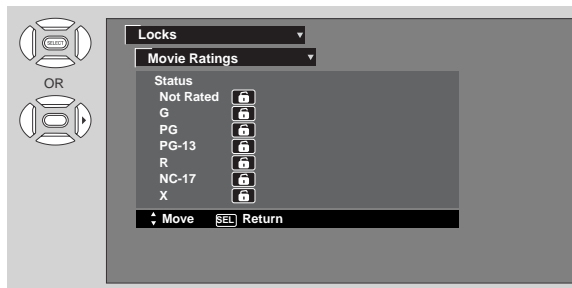 SELECT
OR
Locks
Movie Ratings
Status
Not Rated
G
PG
PG-13
R
NC-17
X
Move SEL Return